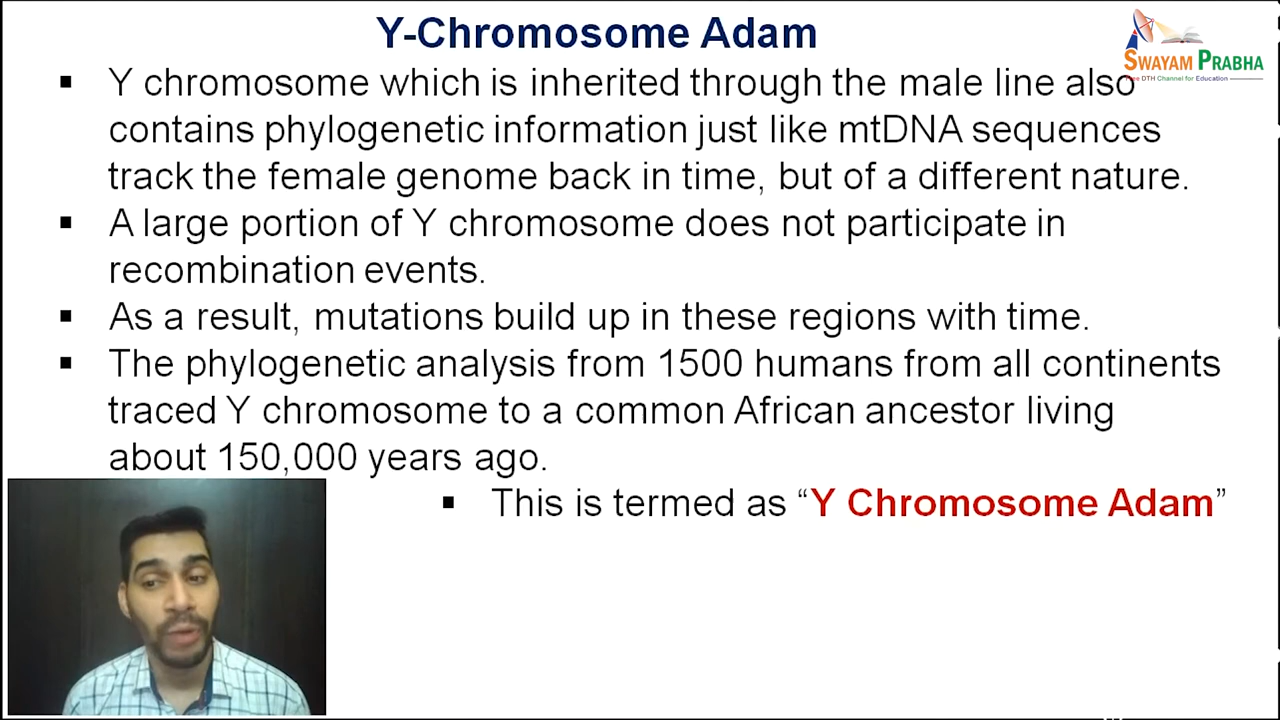 Y-Chromosome Adam
SWAYAM PRABHA
Free DTH Channel for Education
▪ Y chromosome which is inherited through the male line also
contains phylogenetic information just like mtDNA sequences
track the female genome back in time, but of a different nature.
▪ A large portion of Y chromosome does not participate in
recombination events.
▪ As a result, mutations build up in these regions with time.
▪ The phylogenetic analysis from 1500 humans from all continents
traced Y chromosome to a common African ancestor living
about 150,000 years ago.
▪ This is termed as “Y Chromosome Adam”